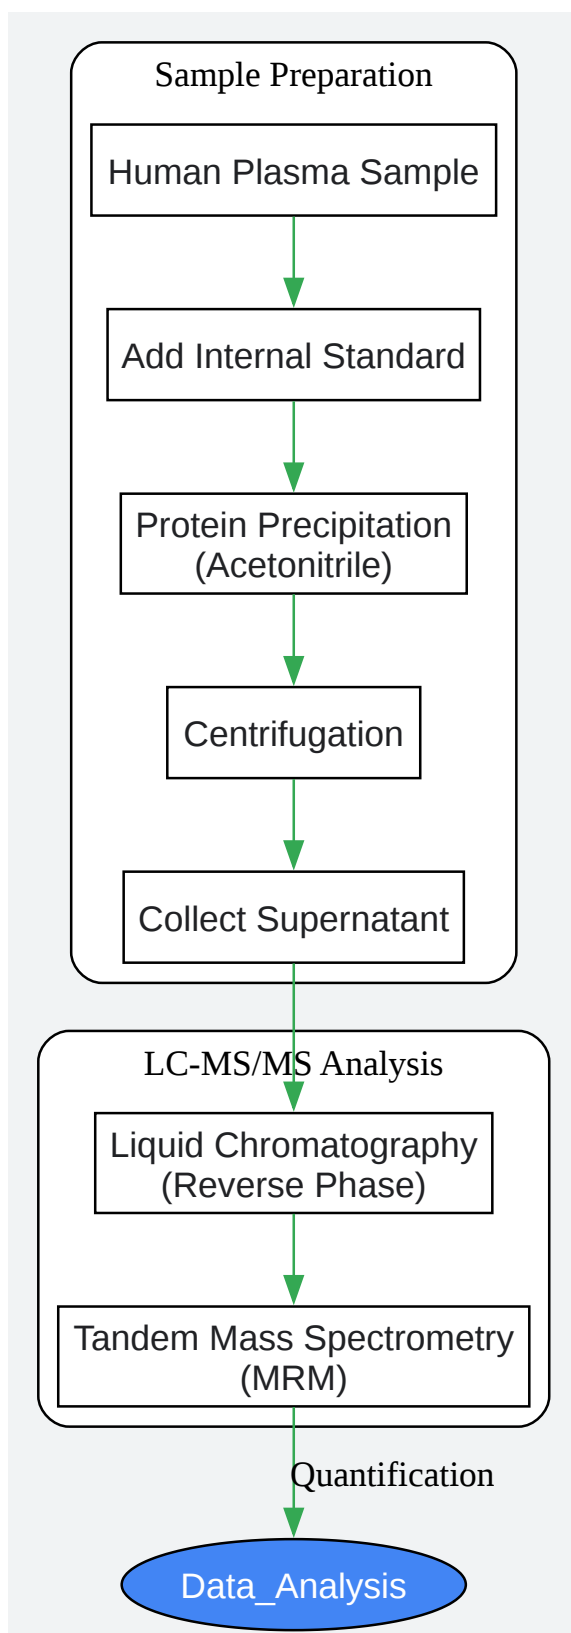 Sample Preparation
Human Plasma Sample
Add Internal Standard
Protein Precipitation
(Acetonitrile)
Centrifugation
Collect Supernatant
LC-MS/MS Analysis
Liquid Chromatography
(Reverse Phase)
Tandem Mass Spectrometry
(MRM)
Quantification
Data_Analysis